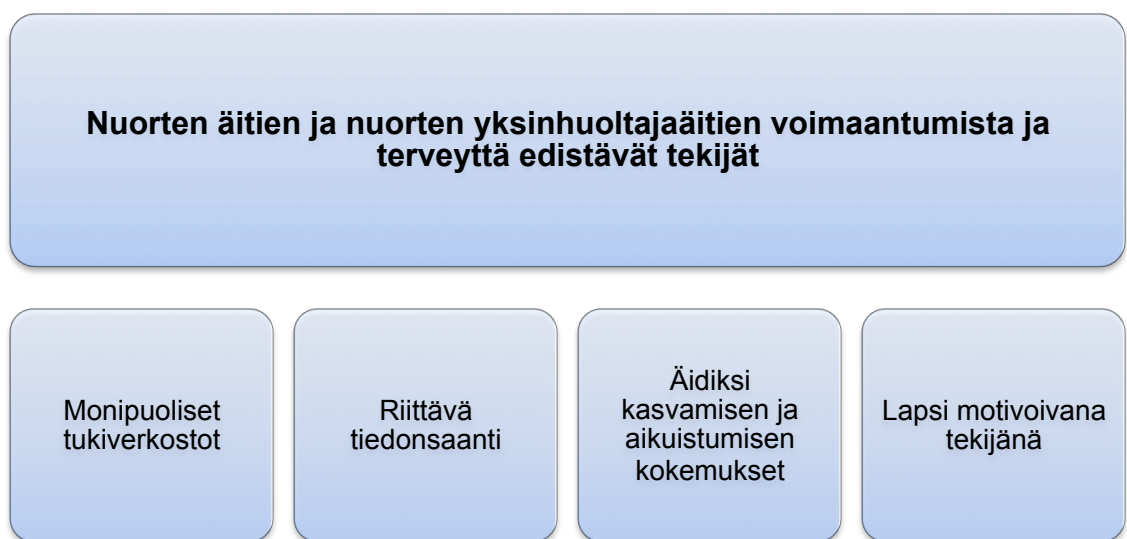 Nuorten äitien ja nuorten yksinhuoltajaäitien voimaantumista ja
terveyttä edistävät tekijät
Monipuoliset
tukiverkostot
Riittävä
tiedonsaanti
Äidiksi
kasvamisen ja
aikuistumisen
kokemukset
Lapsi motivoivana
tekijänä